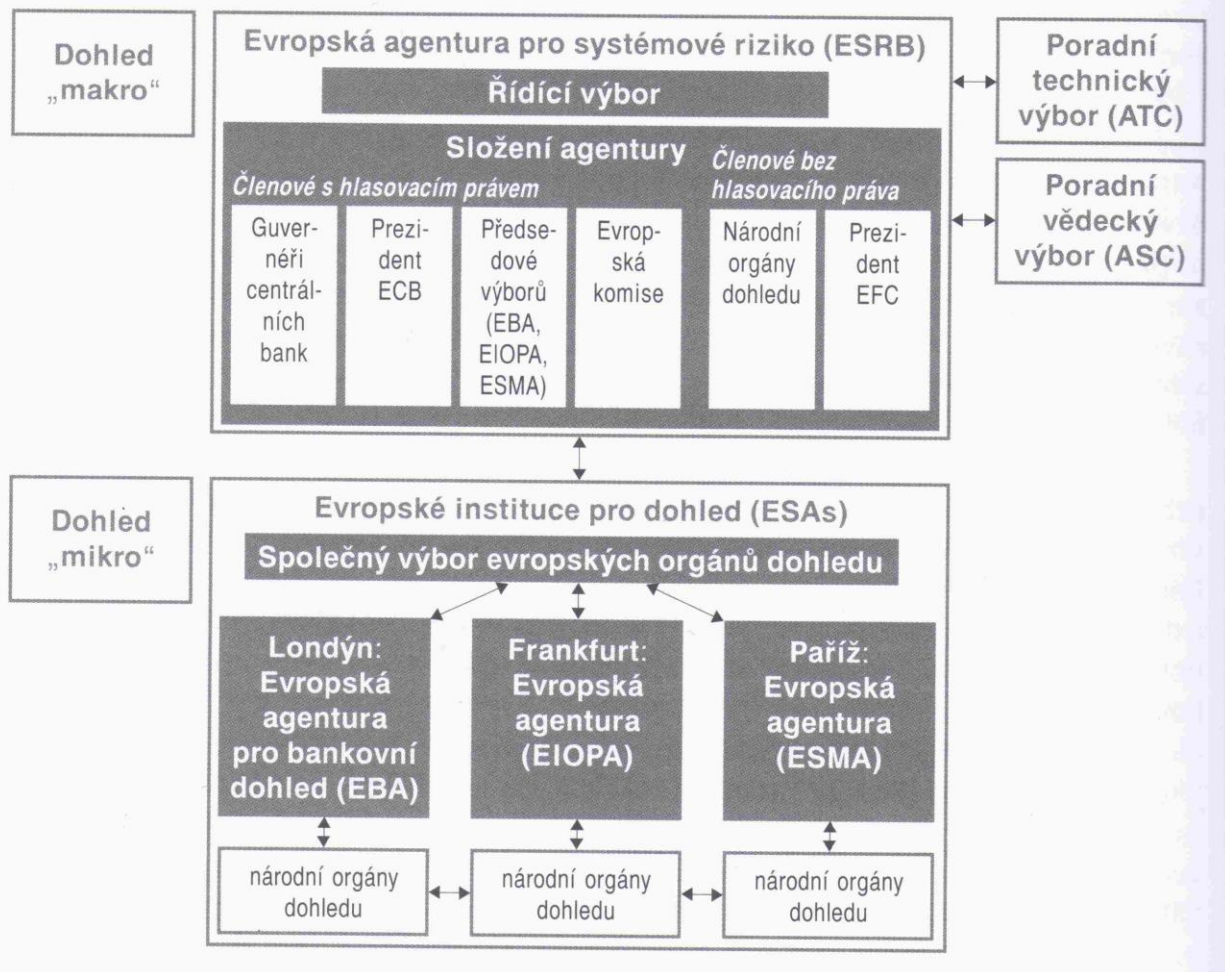 Dohled
„makro“
Evropská agentura pro systémové riziko (ESRB)
Řídící výbor
Složení agentury
Členové s hlasovacím právem
Členové bez
hlasovacího práva
Guver-
néři
centrál-
ních
bank
Prezi-
dent
ECB
Předse-
dové
výborů
(EBA,
EIOPA,
ESMA)
Evrop-
ská
komise
Národní
orgány
dohledu
Prezi-
dent
EFC
Poradní
technický
výbor (ATC)
Poradní
vědecký
výbor (ASC)
Dohled
„mikro“
Evropské instituce pro dohled (ESAs)
Společný výbor evropských orgánů dohledu
Londýn:
Evropská
agentura
pro bankovní
dohled (EBA)
Frankfurt:
Evropská
agentura
(EIOPA)
Paříž:
Evropská
agentura
(ESMA)
národní orgány
dohledu
národní orgány
dohledu
národní orgány
dohledu